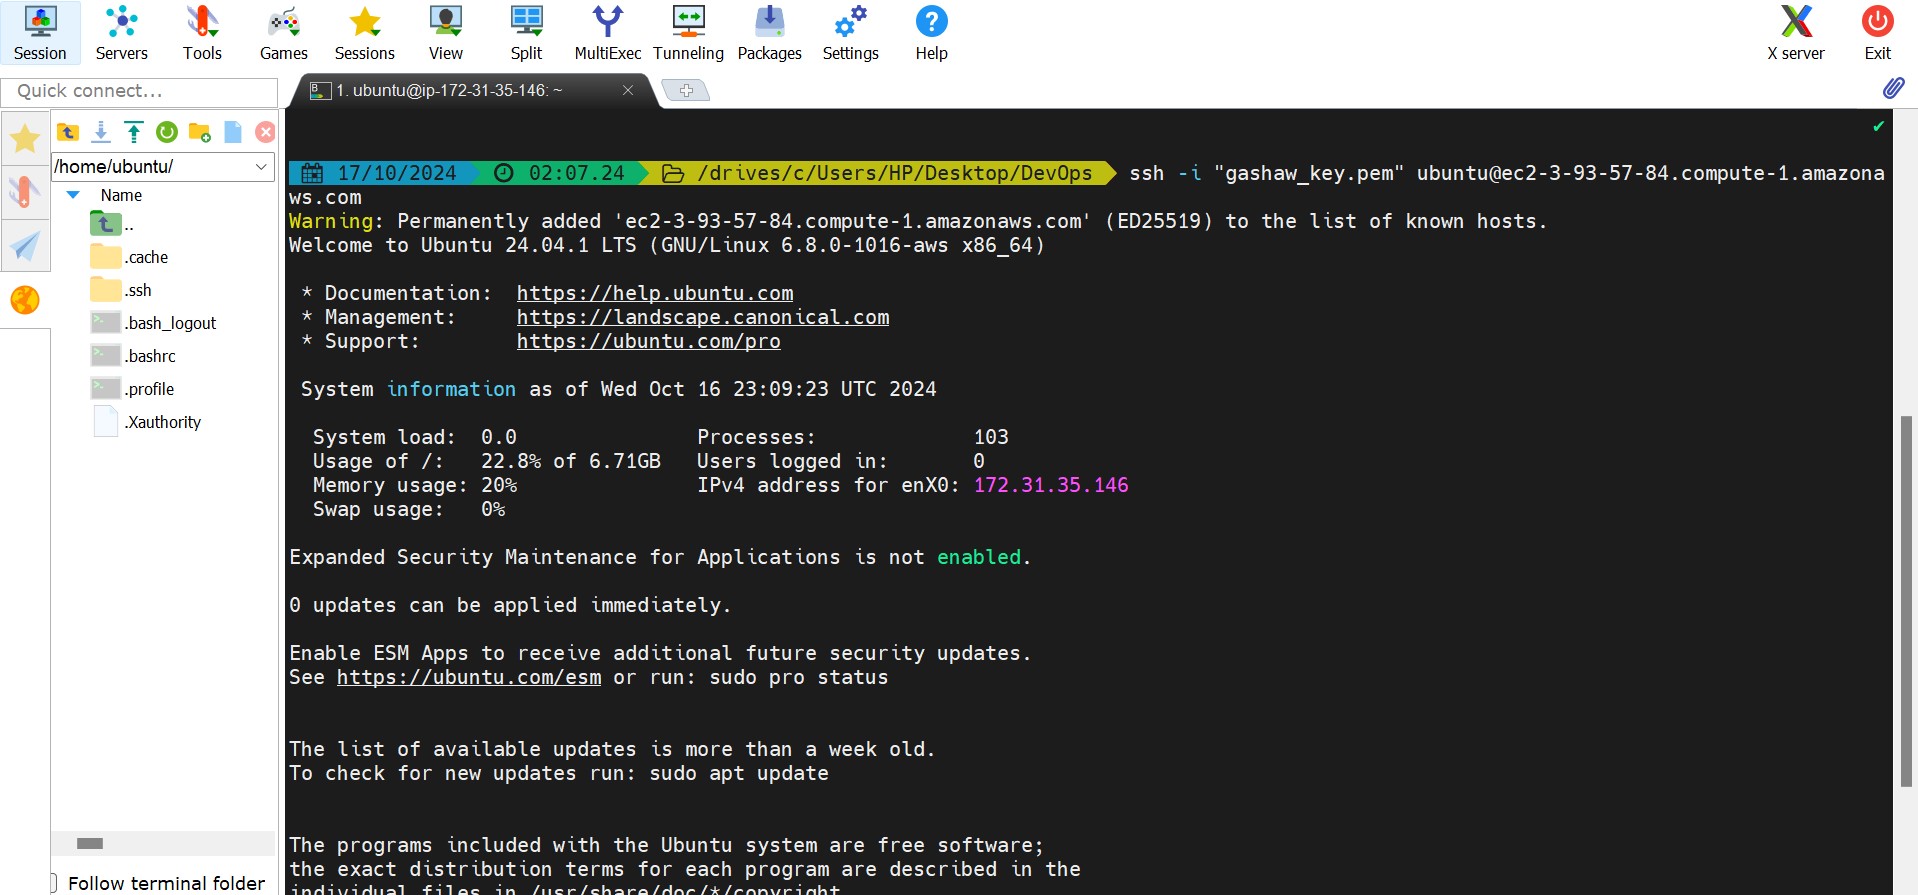 Session Servers Tools Games Sessions View Split MultiExec Tunneling Packages Settings Help X server Exit
Quick connect...
1. ubuntu@ip-172-31-35-146: ~
/home/ubuntu/
Name
..
.cache
.ssh
.bash_logout
.bashrc
.profile
.Xauthority
Follow terminal folder
17/10/2024 02:07.24 /drives/c/Users/HP/Desktop/DevOps ssh -i "gashaw_key.pem" ubuntu@ec2-3-93-57-84.compute-1.amazona
ws.com
Warning: Permanently added 'ec2-3-93-57-84.compute-1.amazonaws.com' (ED25519) to the list of known hosts.
Welcome to Ubuntu 24.04.1 LTS (GNU/Linux 6.8.0-1016-aws x86_64)
* Documentation: https://help.ubuntu.com
* Management: https://landscape.canonical.com
* Support: https://ubuntu.com/pro
System information as of Wed Oct 16 23:09:23 UTC 2024
System load: 0.0 Processes: 103
Usage of /: 22.8% of 6.71GB Users logged in: 0
Memory usage: 20% IPv4 address for enX0: 172.31.35.146
Swap usage: 0%
Expanded Security Maintenance for Applications is not enabled.
0 updates can be applied immediately.
Enable ESM Apps to receive additional future security updates.
See https://ubuntu.com/esm or run: sudo pro status
The list of available updates is more than a week old.
To check for new updates run: sudo apt update
The programs included with the Ubuntu system are free software;
the exact distribution terms for each program are described in the
individual files in /usr/share/doc/*/copyright